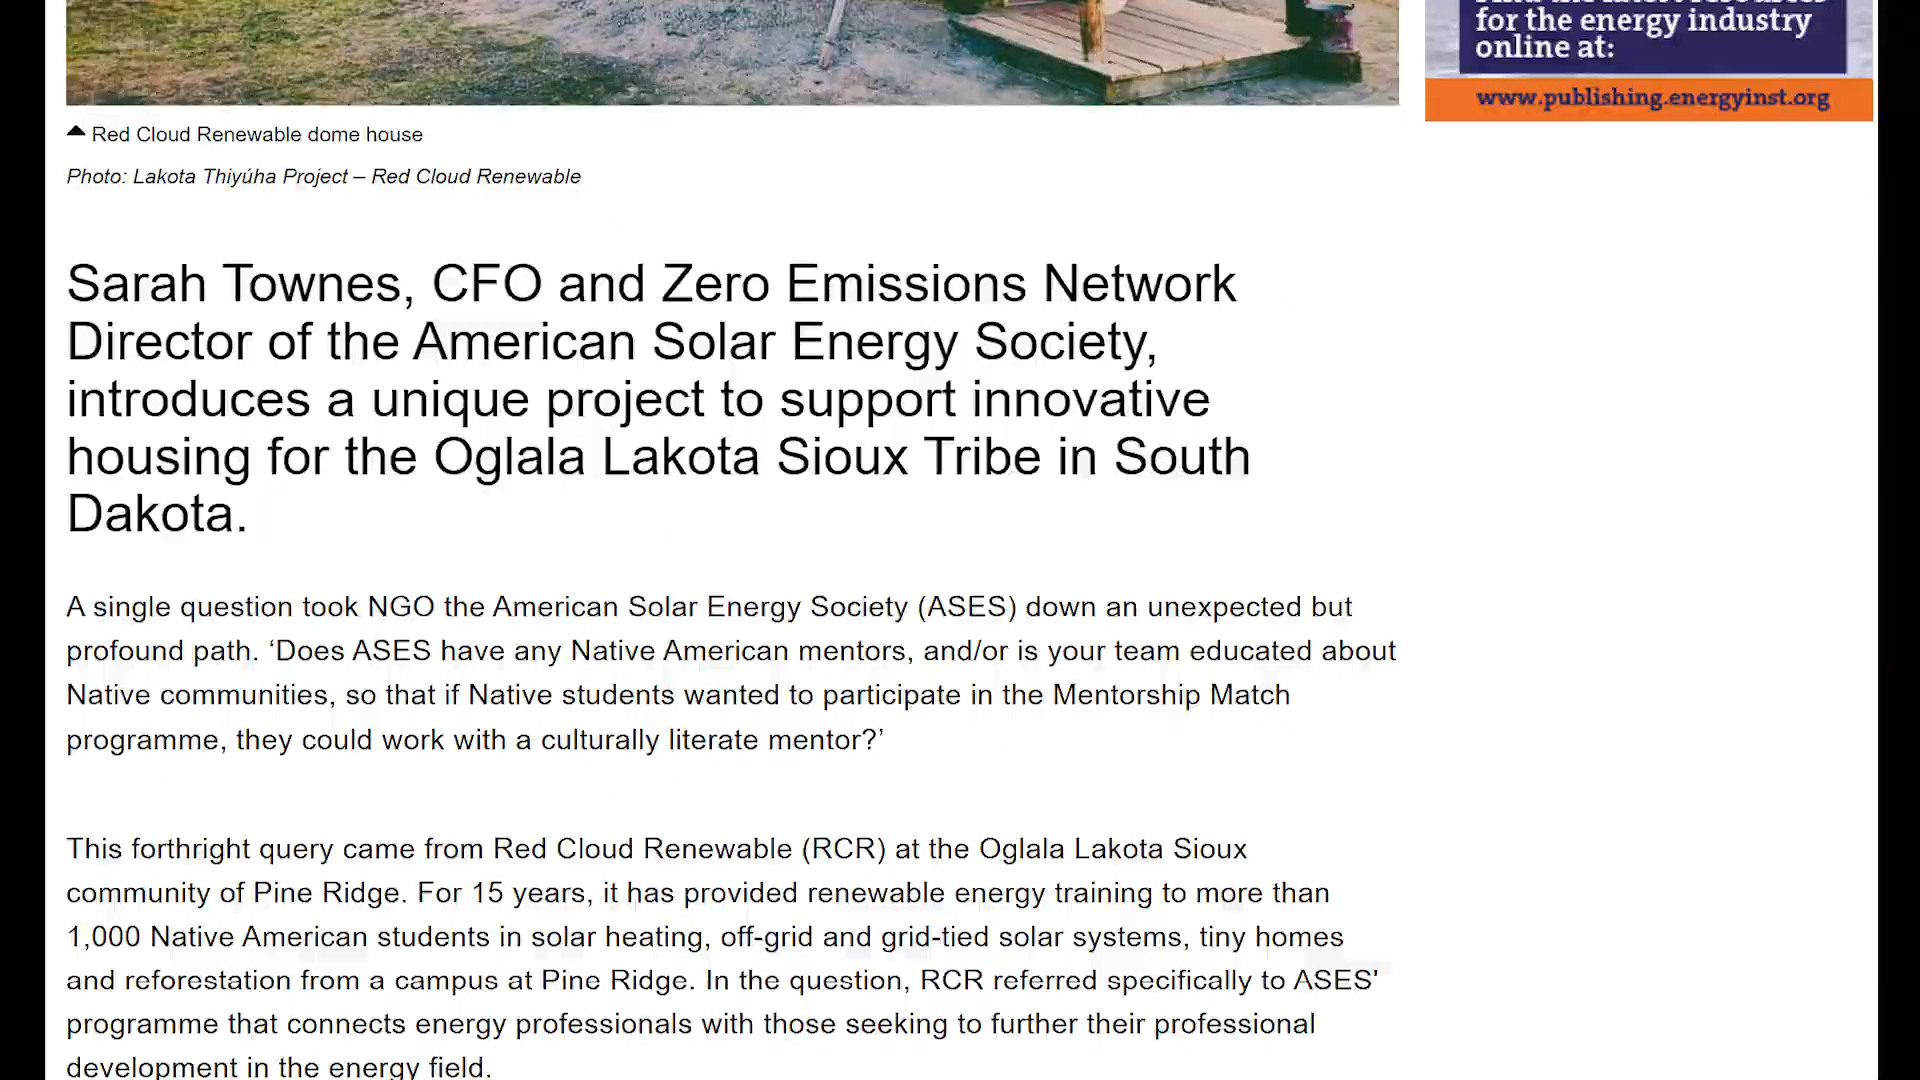 for the energy industry
online at:
www.publishing.energyinst.org
Red Cloud Renewable dome house
Photo: Lakota Thiyúha Project – Red Cloud Renewable
Sarah Townes, CFO and Zero Emissions Network
Director of the American Solar Energy Society,
introduces a unique project to support innovative
housing for the Oglala Lakota Sioux Tribe in South
Dakota.
A single question took NGO the American Solar Energy Society (ASES) down an unexpected but
profound path. ‘Does ASES have any Native American mentors, and/or is your team educated about
Native communities, so that if Native students wanted to participate in the Mentorship Match
programme, they could work with a culturally literate mentor?’
This forthright query came from Red Cloud Renewable (RCR) at the Oglala Lakota Sioux
community of Pine Ridge. For 15 years, it has provided renewable energy training to more than
1,000 Native American students in solar heating, off-grid and grid-tied solar systems, tiny homes
and reforestation from a campus at Pine Ridge. In the question, RCR referred specifically to ASES'
programme that connects energy professionals with those seeking to further their professional
development in the energy field.